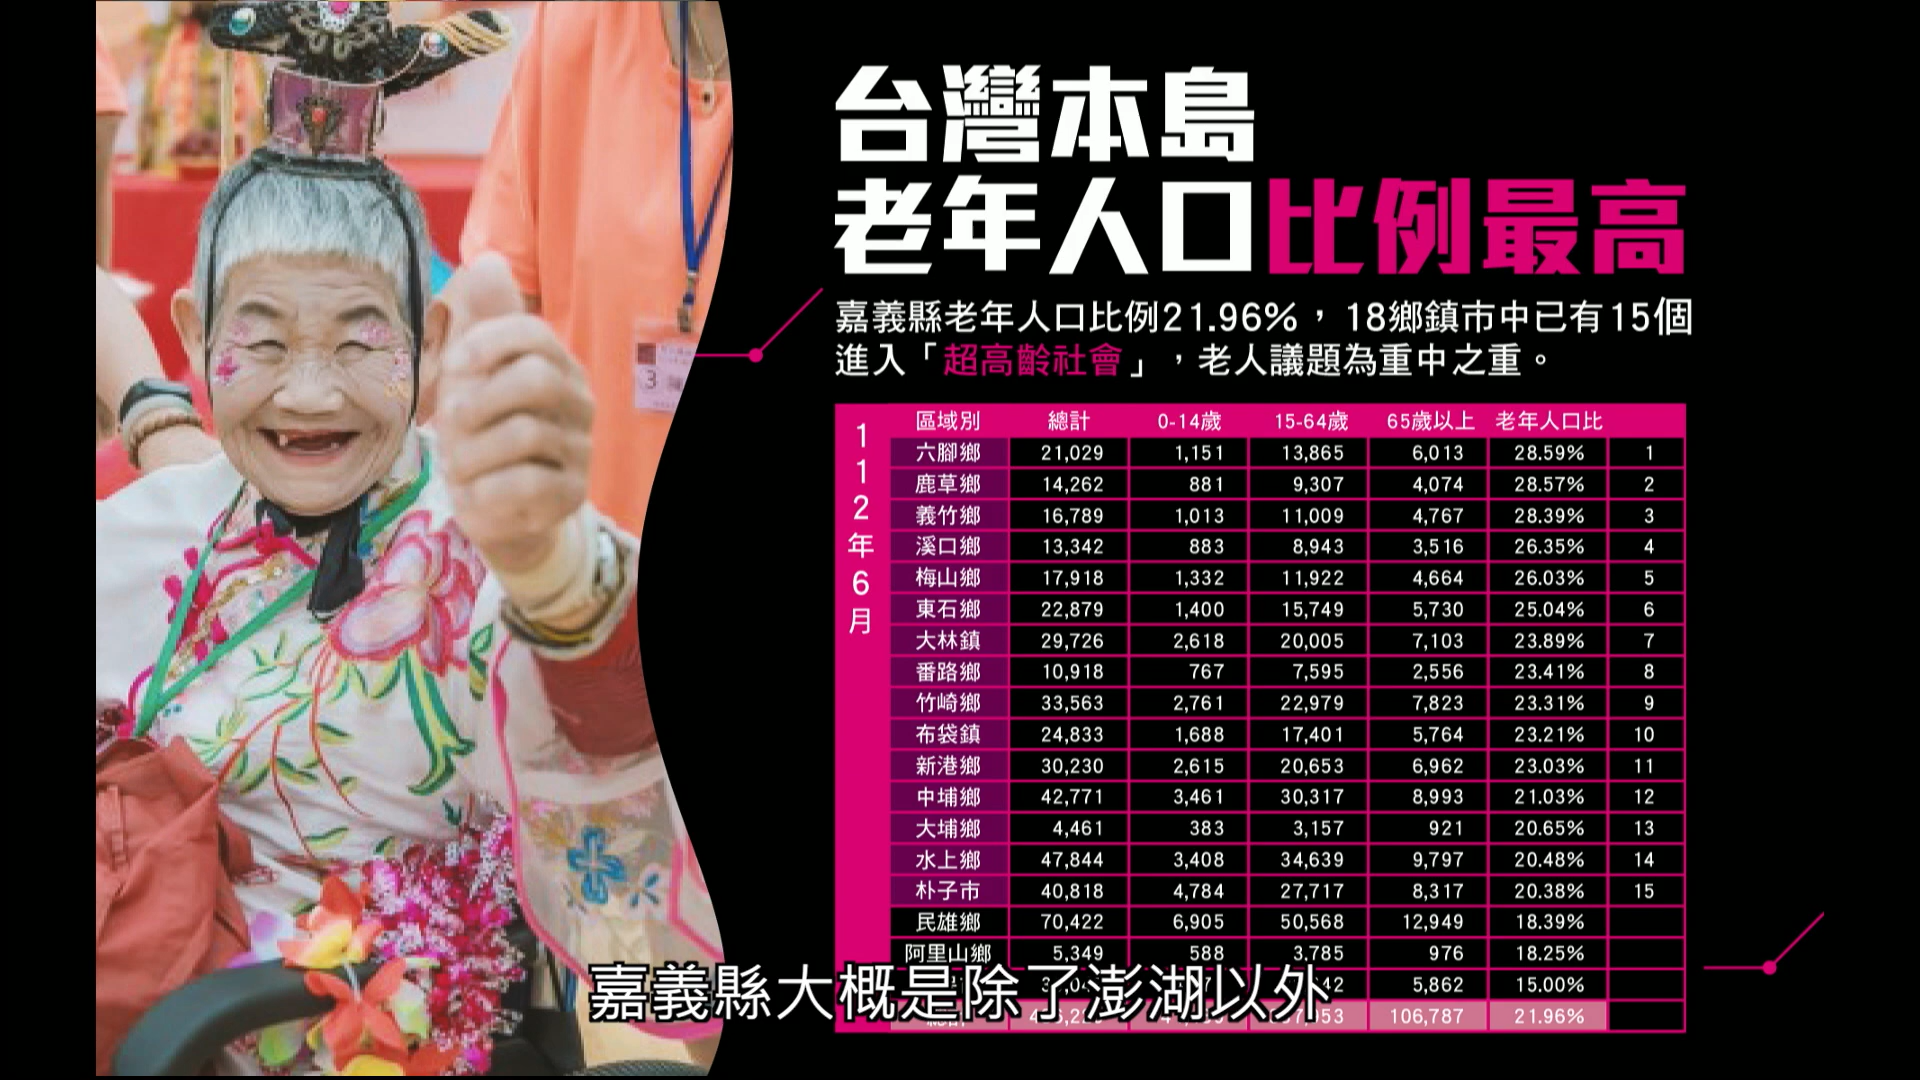 台灣本島
老年人口比例最高
嘉義縣老年人口比例21.96%，18鄉鎮市中已有15個
進入「超高齡社會」，老人議題為重中之重。
112年6月
區域別 總計 0-14歲 15-64歲 65歲以上 老年人口比
六腳鄉 21,029 1,151 13,865 6,013 28.59% 1
鹿草鄉 14,262 881 9,307 4,074 28.57% 2
義竹鄉 16,789 1,013 11,009 4,767 28.39% 3
溪口鄉 13,342 883 8,943 3,516 26.35% 4
梅山鄉 17,918 1,332 11,922 4,664 26.03% 5
東石鄉 22,879 1,400 15,749 5,730 25.04% 6
大林鎮 29,726 2,618 20,005 7,103 23.89% 7
番路鄉 10,918 767 7,595 2,556 23.41% 8
竹崎鄉 33,563 2,761 22,979 7,823 23.31% 9
布袋鎮 24,833 1,688 17,401 5,764 23.21% 10
新港鄉 30,230 2,615 20,653 6,962 23.03% 11
中埔鄉 42,771 3,461 30,317 8,993 21.03% 12
大埔鄉 4,461 383 3,157 921 20.65% 13
水上鄉 47,844 3,408 34,639 9,797 20.48% 14
朴子市 40,818 4,784 27,717 8,317 20.38% 15
民雄鄉 70,422 6,905 50,568 12,949 18.39%
阿里山鄉 5,349 588 3,785 976 18.25%
5,862 15.00%
106,787 21.96%
3
嘉義縣大概是除了澎湖以外